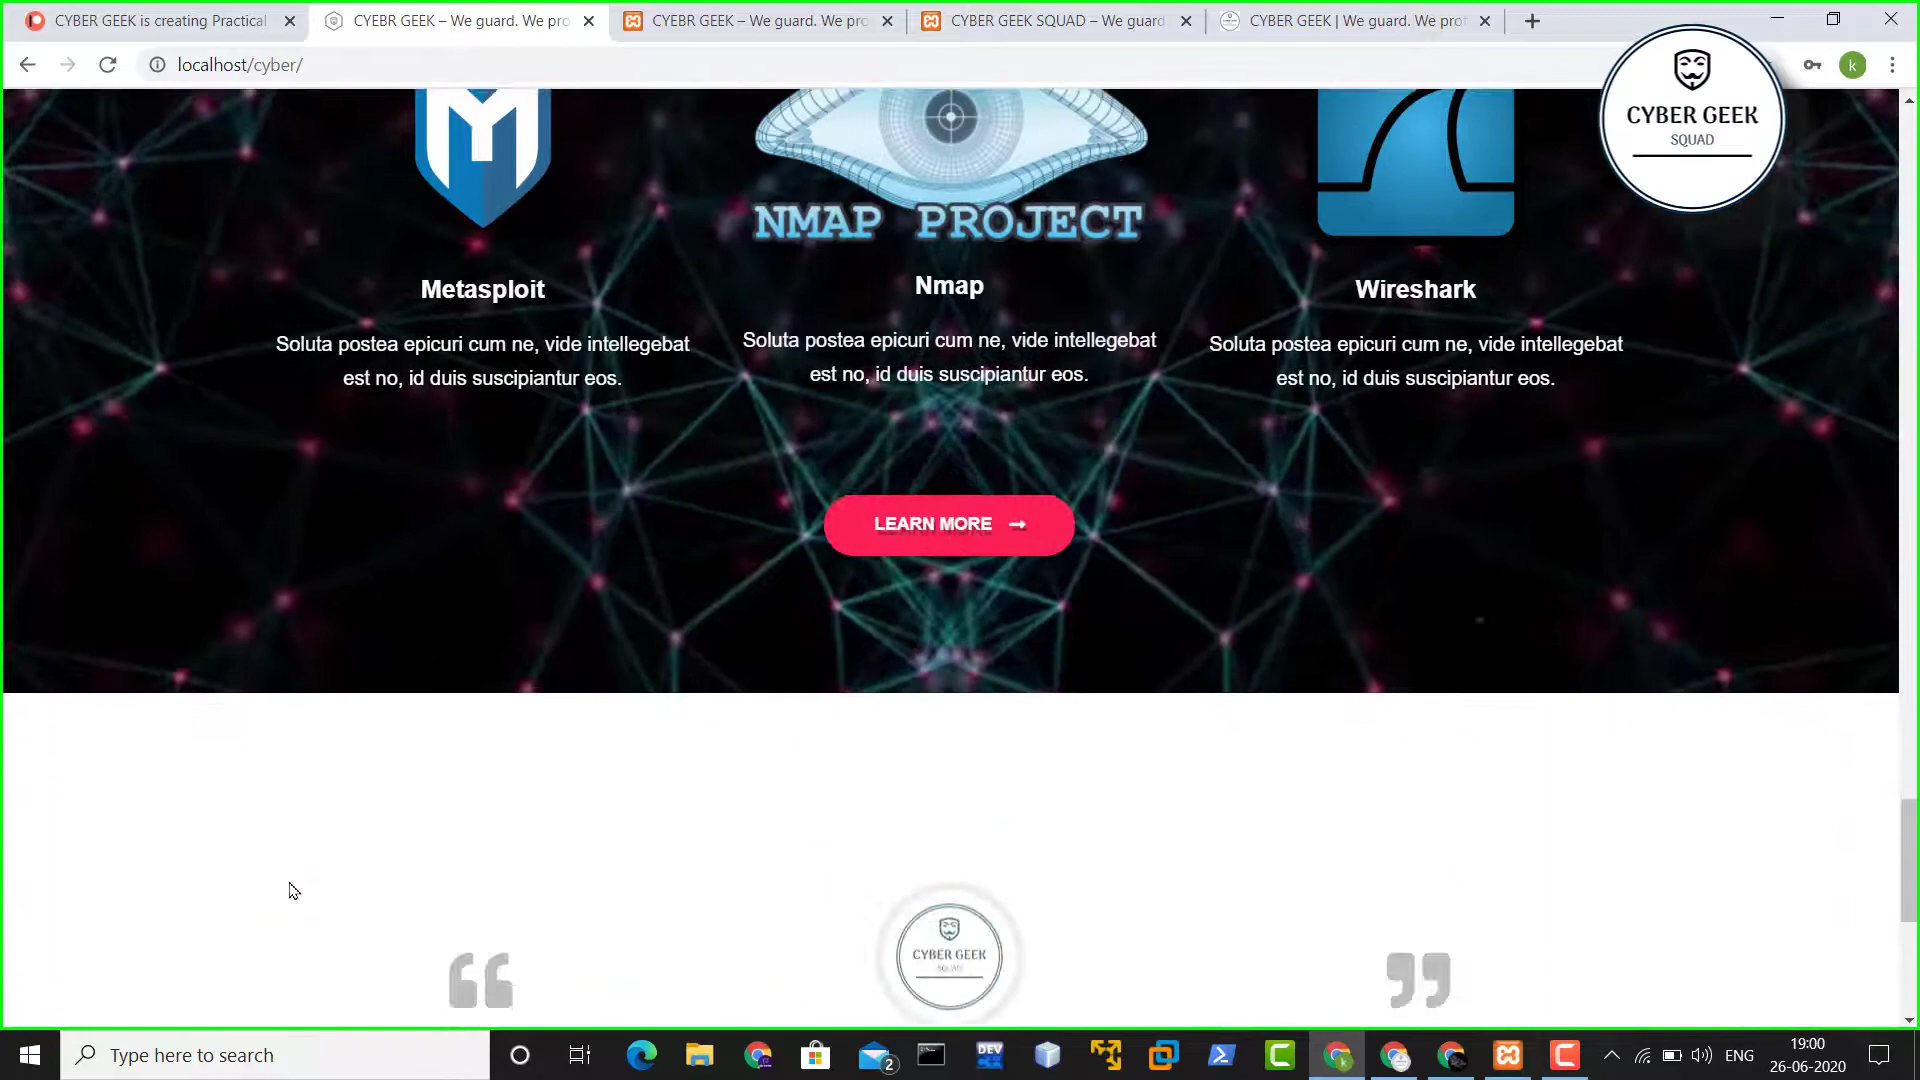 CYBER GEEK is creating Practical
CYEBR GEEK – We guard. We pro
CYEBR GEEK – We guard. We pro
CYBER GEEK SQUAD – We guard
CYBER GEEK | We guard. We prot
localhost/cyber/
k
CYBER GEEK
SQUAD
NMAP PROJECT
Metasploit
Nmap
Wireshark
Soluta postea epicuri cum ne, vide intellegebat
est no, id duis suscipiantur eos.
Soluta postea epicuri cum ne, vide intellegebat
est no, id duis suscipiantur eos.
Soluta postea epicuri cum ne, vide intellegebat
est no, id duis suscipiantur eos.
LEARN MORE
CYBER GEEK
SQUAD
Type here to search
2
DEV
ENG
19:00
26-06-2020